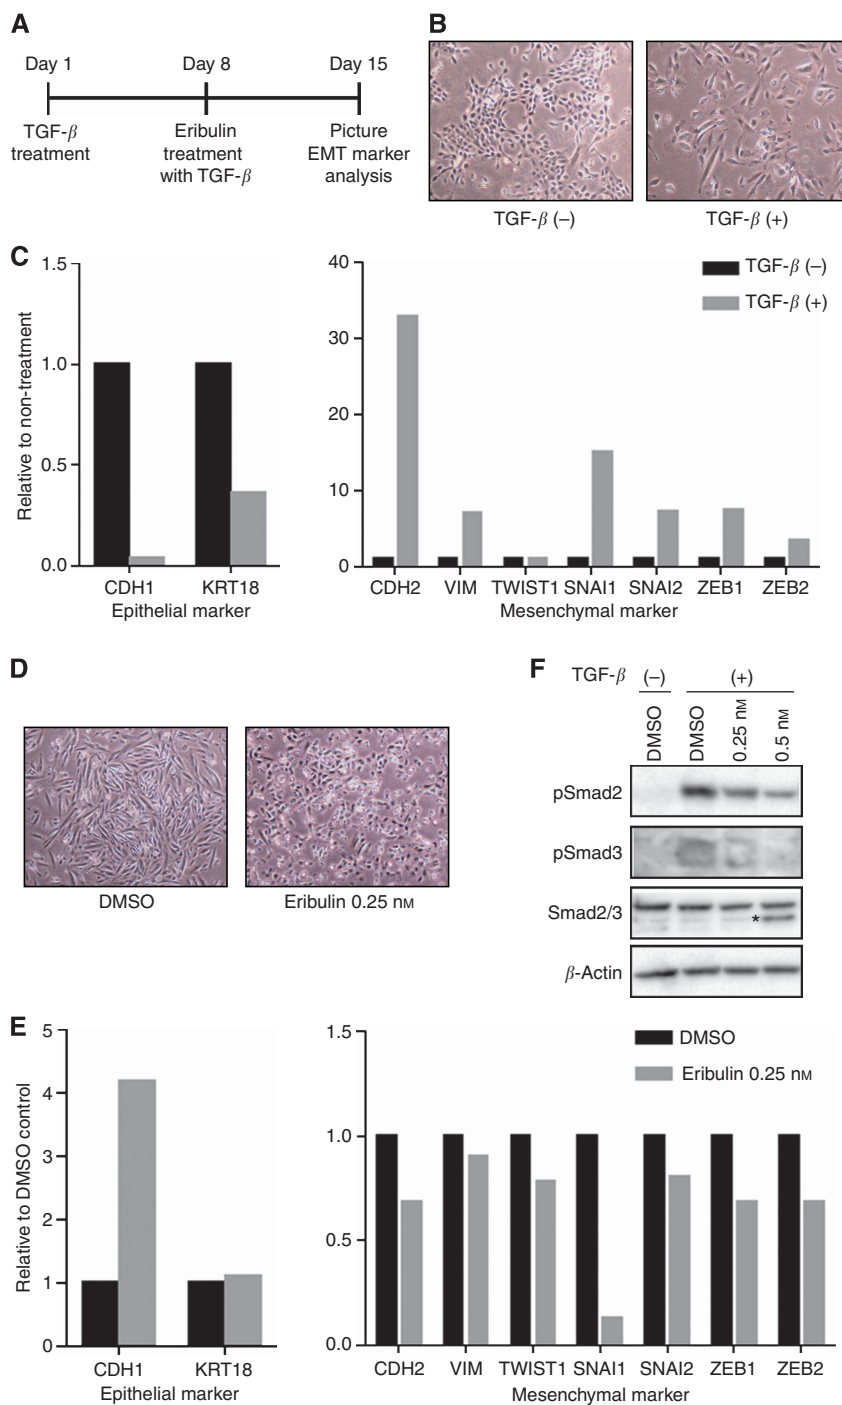 A
Day 1
Day 8
Day 15
TGF-β
treatment
Eribulin
treatment
with TGF-β
Picture
EMT marker
analysis
B
TGF-β (–)
TGF-β (+)
C
Relative to non-treatment
1.5
1.0
0.5
0.0
CDH1
KRT18
Epithelial marker
40
30
20
10
0
TGF-β (–)
TGF-β (+)
CDH2
VIM
TWIST1
SNAI1
SNAI2
ZEB1
ZEB2
Mesenchymal marker
D
DMSO
Eribulin 0.25 nM
F
TGF-β
(–)
(+)
DMSO
DMSO
0.25 nM
0.5 nM
pSmad2
pSmad3
Smad2/3
*
β-Actin
E
Relative to DMSO control
5
4
3
2
1
0
CDH1
KRT18
Epithelial marker
1.5
1.0
0.5
0.0
DMSO
Eribulin 0.25 nM
CDH2
VIM
TWIST1
SNAI1
SNAI2
ZEB1
ZEB2
Mesenchymal marker